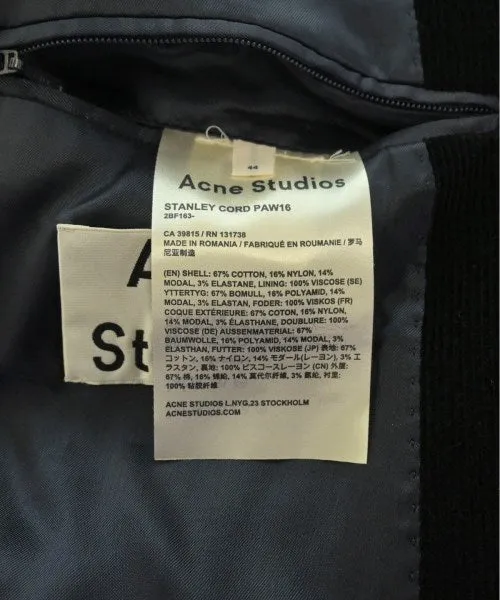 44
Acne Studios
STANLEY CORD PAW16
2BF163-
CA 39815 / RN 131738
MADE IN ROMANIA / FABRIQUÉ EN ROUMANIE / 罗马
尼亚制造
(EN) SHELL: 67% COTTON, 16% NYLON, 14%
MODAL, 3% ELASTANE, LINING: 100% VISCOSE (SE)
YTTERTYG: 67% BOMULL, 16% POLYAMID, 14%
MODAL, 3% ELASTAN, FODER: 100% VISKOS (FR)
COQUE EXTÉRIEURE: 67% COTON, 16% NYLON,
14% MODAL, 3% ÉLASTHANE, DOUBLURE: 100%
VISCOSE (DE) AUSSENMATERIAL: 67%
BAUMWOLLE, 16% POLYAMID, 14% MODAL, 3%
ELASTHAN, FUTTER: 100% VISKOSE (JP) 表地: 67%
コットン, 16% ナイロン, 14% モダール(レーヨン), 3% エ
ラスタン, 裏地: 100% ビスコースレーヨン (CN) 外层:
67% 棉, 16% 锦纶, 14% 莫代尔纤维, 3% 氨纶, 衬里:
100% 粘胶纤维
ACNE STUDIOS L.NYG.23 STOCKHOLM
ACNESTUDIOS.COM
A
St